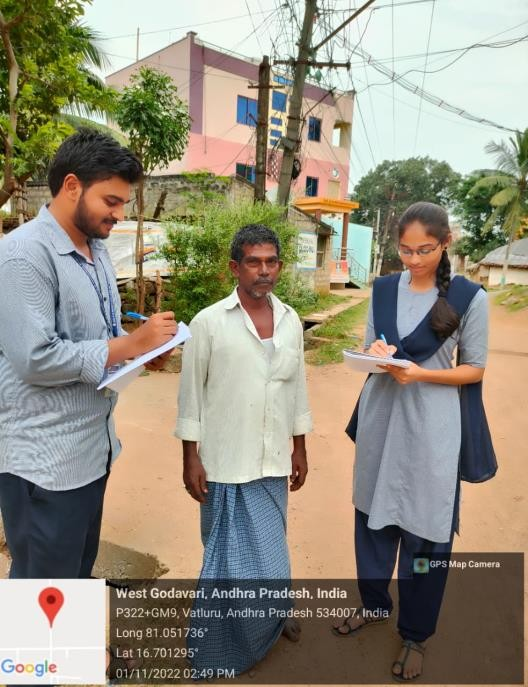 GPS Map Camera
West Godavari, Andhra Pradesh, India
P322+GM9, Vatluru, Andhra Pradesh 534007, India
Long 81.051736°
Lat 16.701295°
01/11/2022 02:49 PM
Google